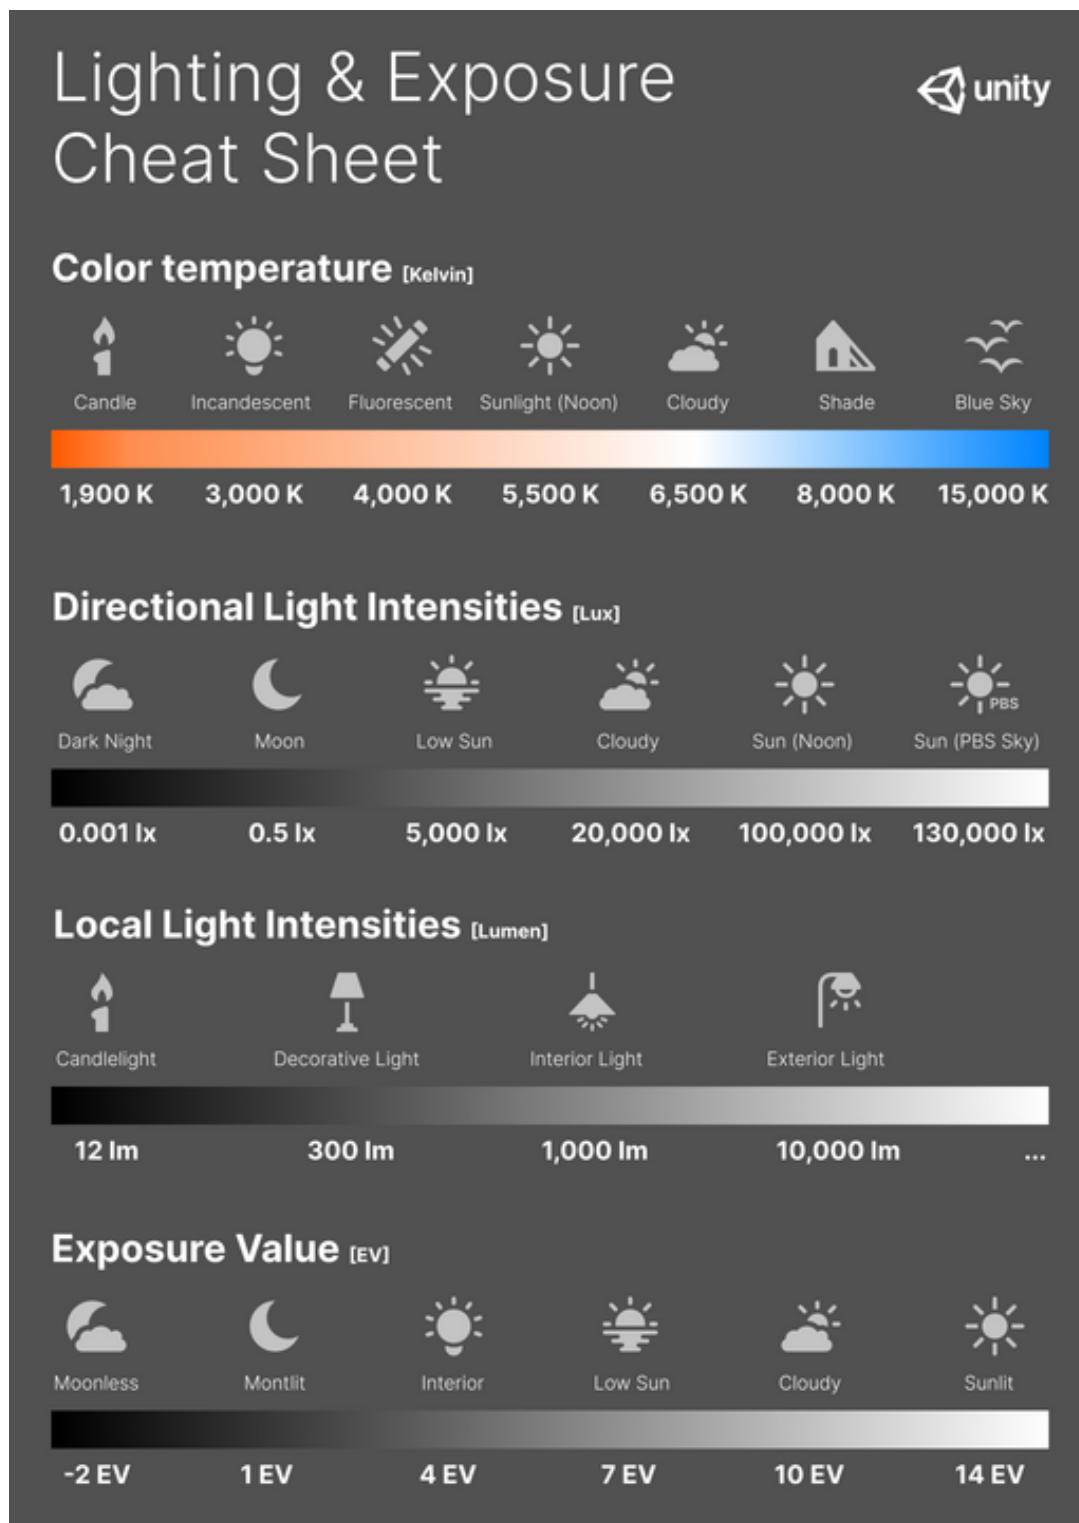 Lighting & Exposure
Cheat Sheet
unity
Color temperature [Kelvin]
Candle Incandescent Fluorescent Sunlight (Noon) Cloudy Shade Blue Sky
1,900 K 3,000 K 4,000 K 5,500 K 6,500 K 8,000 K 15,000 K
Directional Light Intensities [Lux]
PBS
Dark Night Moon Low Sun Cloudy Sun (Noon) Sun (PBS Sky)
0.001 lx 0.5 lx 5,000 lx 20,000 lx 100,000 lx 130,000 lx
Local Light Intensities [Lumen]
Candlelight Decorative Light Interior Light Exterior Light
12 lm 300 lm 1,000 lm 10,000 lm ...
Exposure Value [EV]
Moonless Montlit Interior Low Sun Cloudy Sunlit
-2 EV 1 EV 4 EV 7 EV 10 EV 14 EV